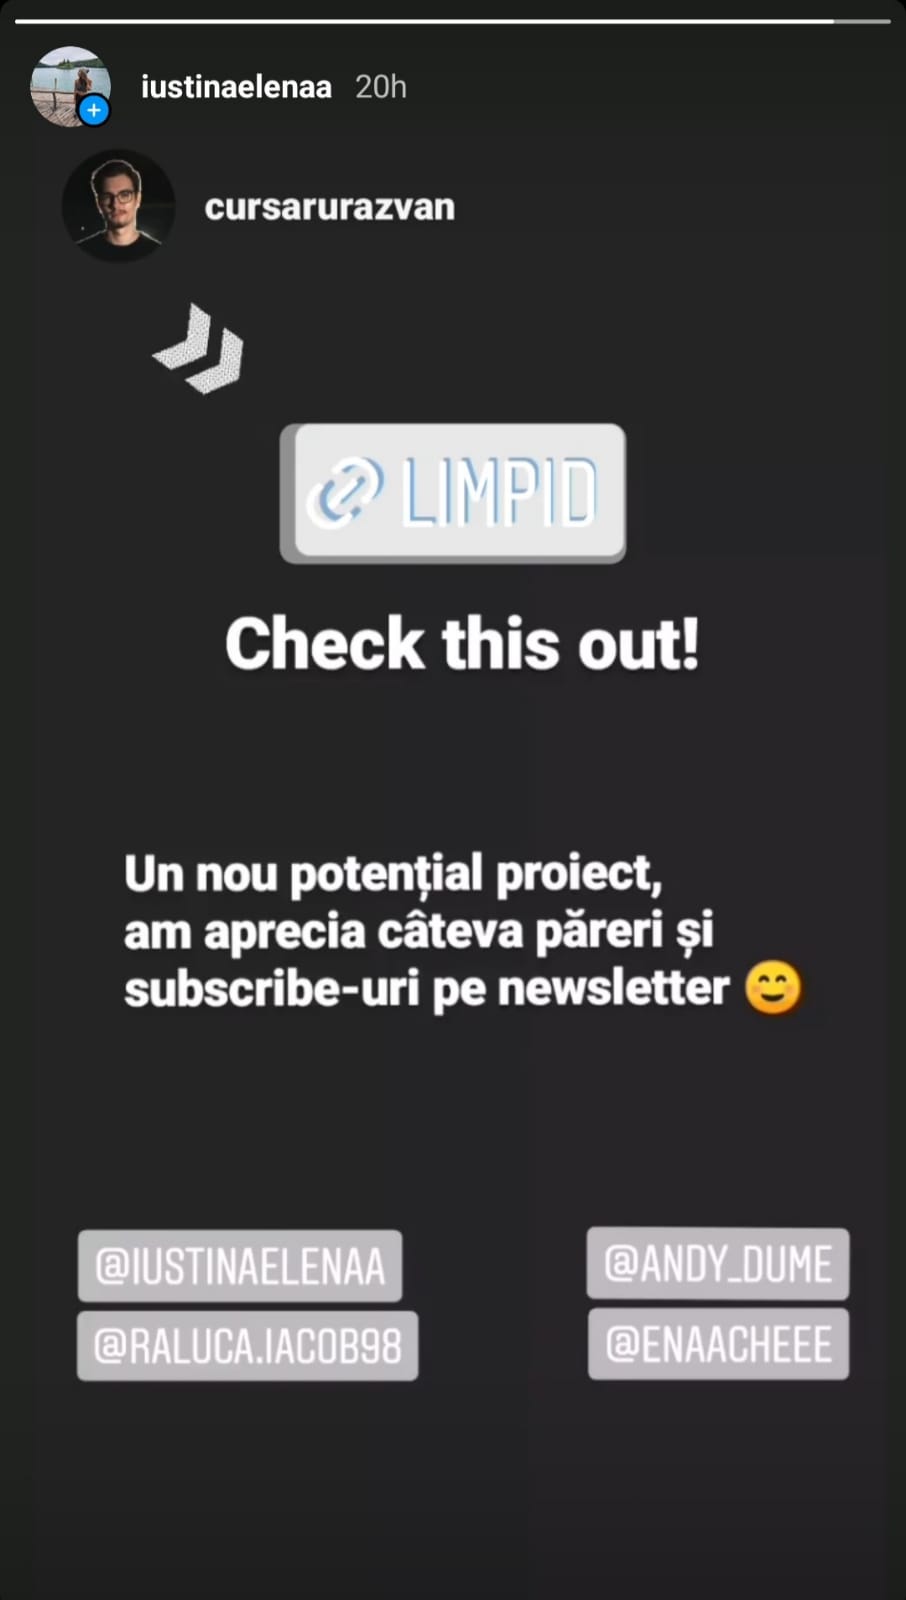 iustinaelenaa 20h
cursarurazvan
LIMPID
Check this out!
Un nou potențial proiect,
am aprecia câteva păreri și
subscribe-uri pe newsletter 😊
@IUSTINAELENAA
@RALUCA.IACOB98
@ANDY_DUME
@ENAACHEEE